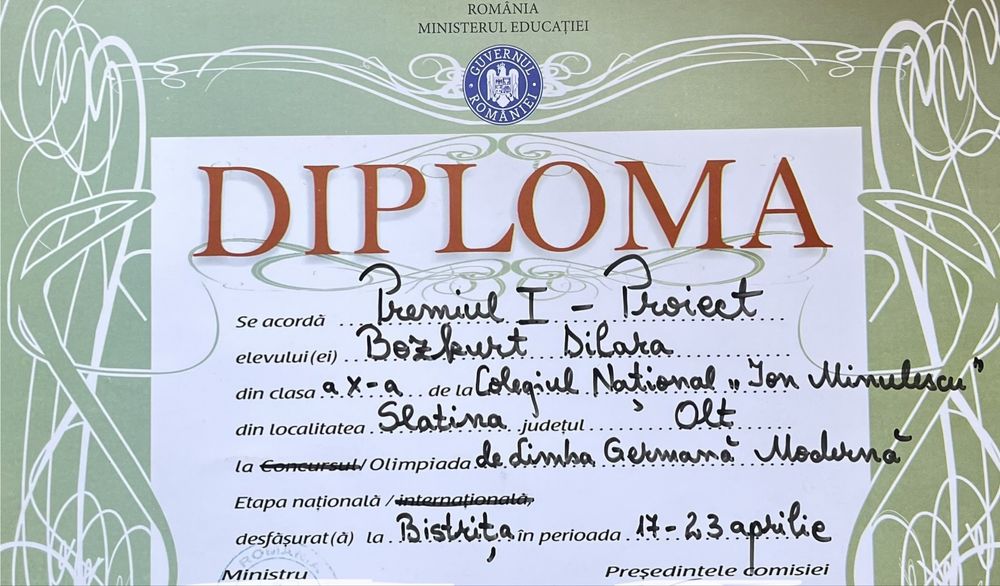 ROMÂNIA
MINISTERUL EDUCAȚIEI
GUVERNUL ROMÂNIEI
DIPLOMA
Se acordă Premiul I - Proiect
elevului(ei) Bozkurt Dilara
din clasa a X-a de la Colegiul Național „Ion Minulescu”
din localitatea Slatina județul Olt
la Concursul/Olimpiada de Limba Germană Modernă
Etapa națională / internațională,
desfășurat(ă) la Bistrița în perioada 17-23 aprilie
ROMÂNIA
Ministru Președintele comisiei